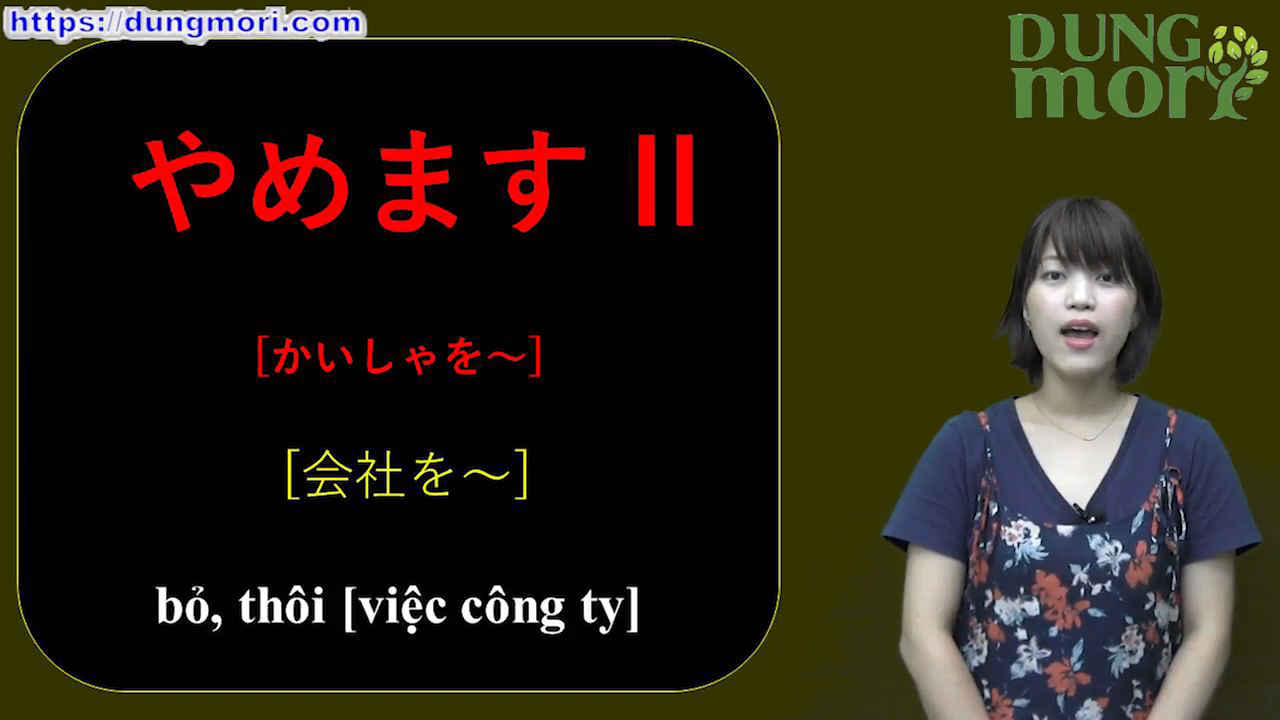 https://dungmori.com
DUNG
mori
やめます II
[かいしゃを～]
[会社を～]
bỏ, thôi [việc công ty]